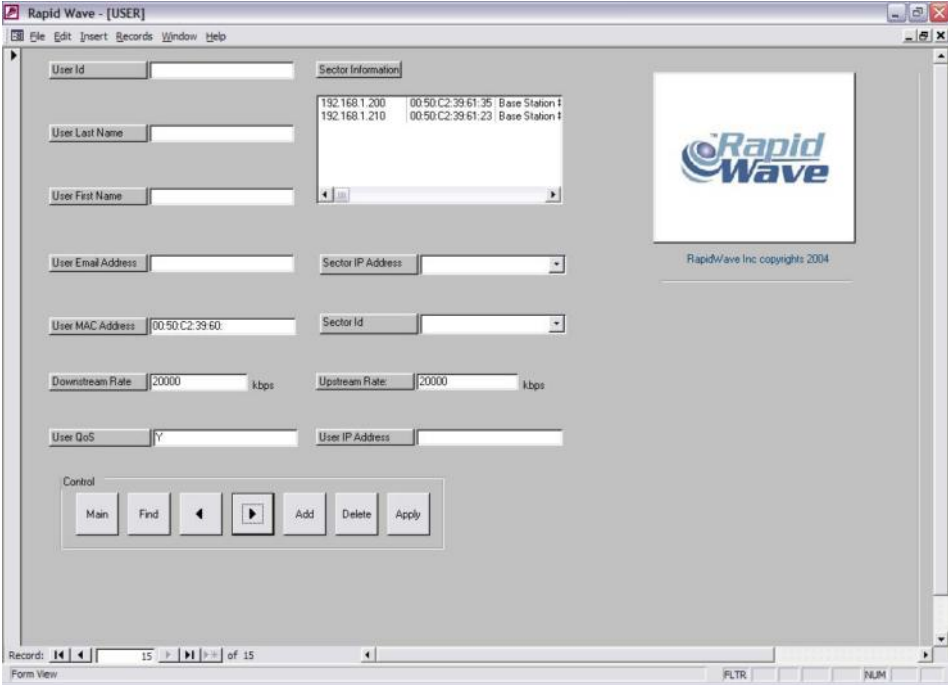 Rapid Wave - [USER]
File Edit Insert Records Window Help
User Id
Sector Information
192.168.1.200 00:50:C2:39:61:35 Base Station ‡
192.168.1.210 00:50:C2:39:61:23 Base Station ‡
User Last Name
Rapid Wave
User First Name
User Email Address
Sector IP Address
RapidWave Inc copyrights 2004
User MAC Address 00:50:C2:39:60:
Sector Id
Downstream Rate 20000 kbps
Upstream Rate: 20000 kbps
User QoS Y
User IP Address
Control
Main Find Add Delete Apply
Record: 15 of 15
Form View FLTR NUM